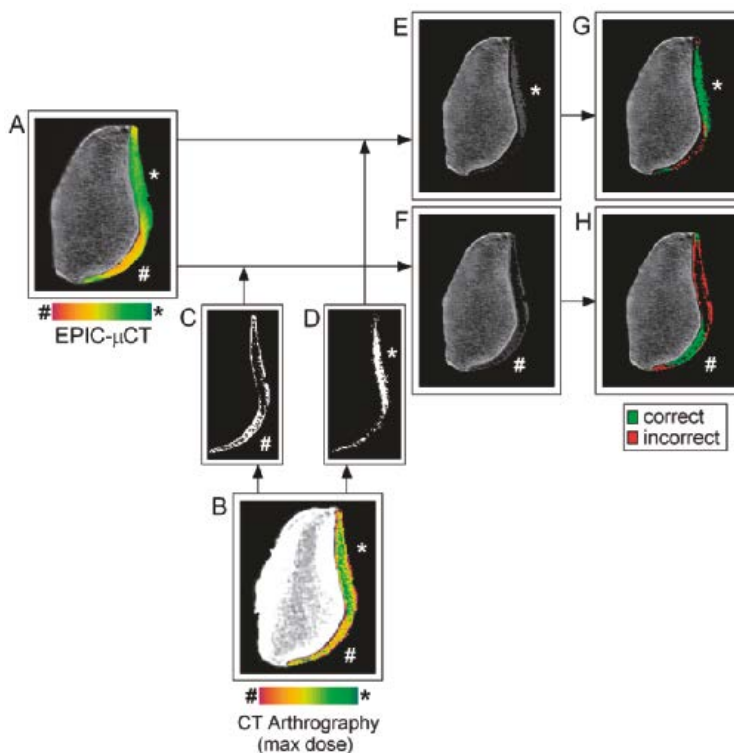 E
G
*
*
A
*
#
F
H
# *
EPIC-μCT
C
D
*
#
#
#
correct
incorrect
B
*
#
# *
CT Arthrography
(max dose)